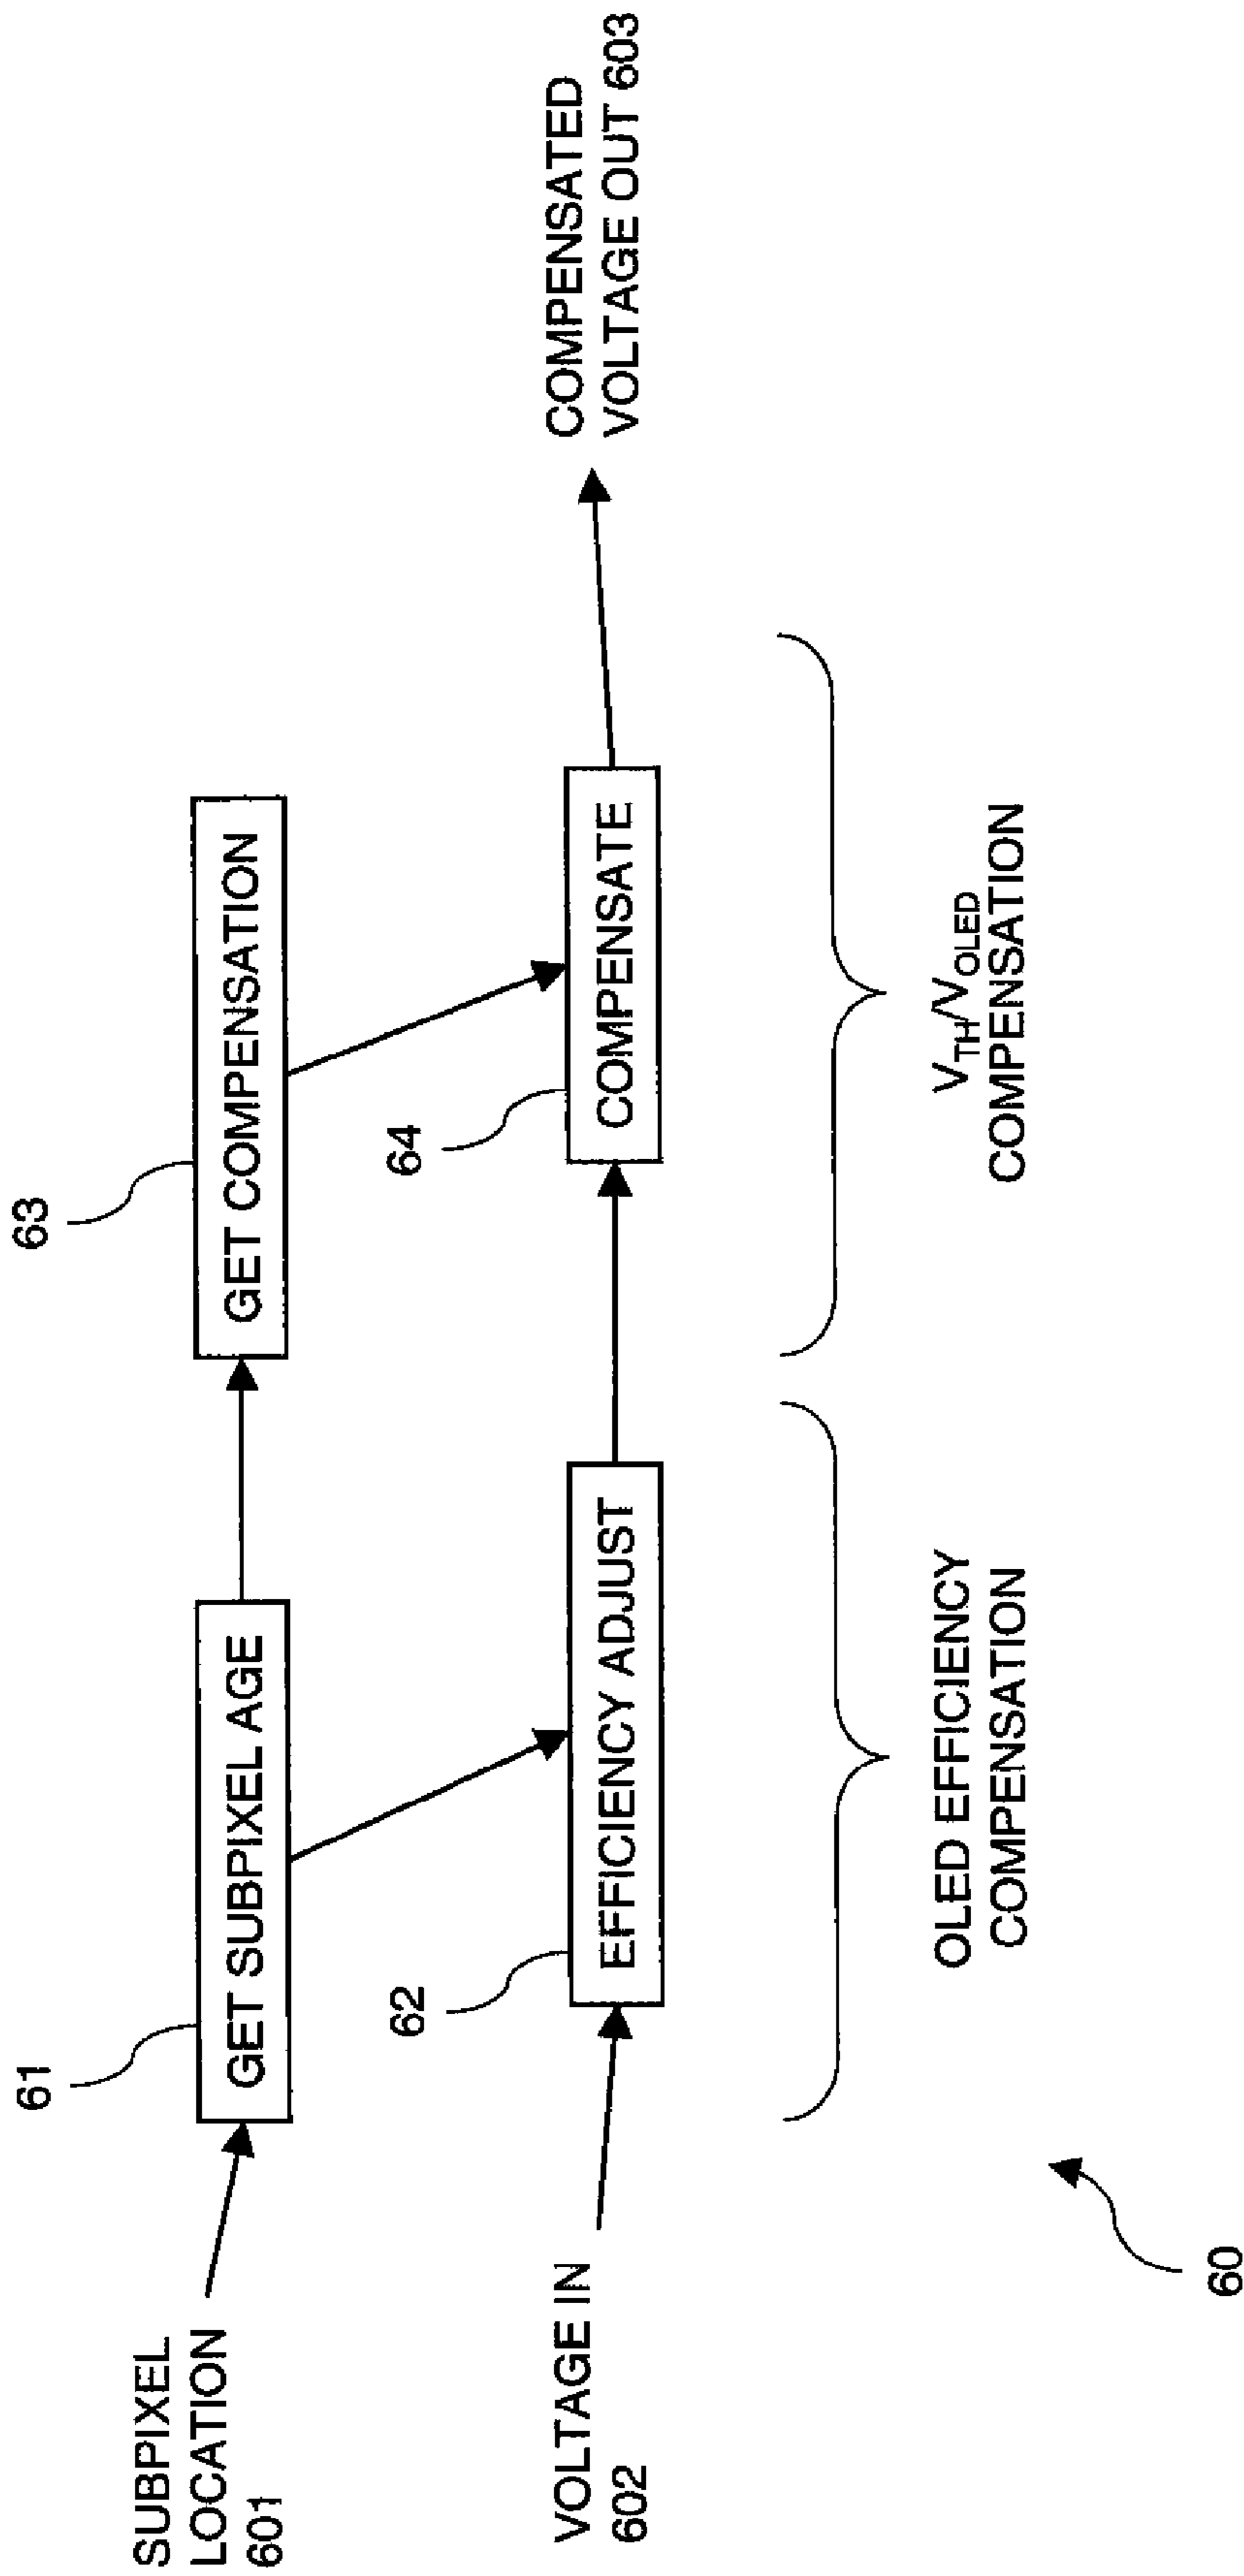 SUBPIXEL
LOCATION
601
61
GET SUBPIXEL AGE
63
GET COMPENSATION
VOLTAGE IN
602
62
EFFICIENCY ADJUST
64
COMPENSATE
COMPENSATED
VOLTAGE OUT 603
OLED EFFICIENCY
COMPENSATION
VTH/VOLED
COMPENSATION
60